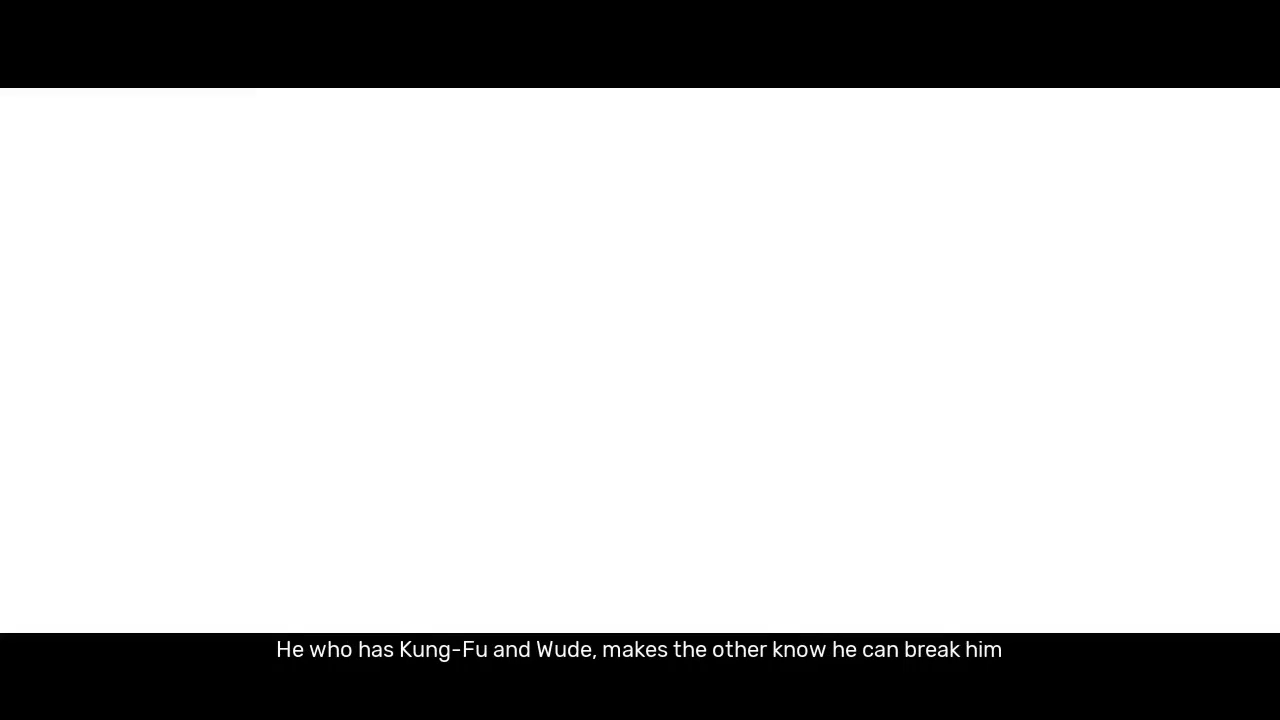 He who has Kung-Fu and Wude, makes the other know he can break him